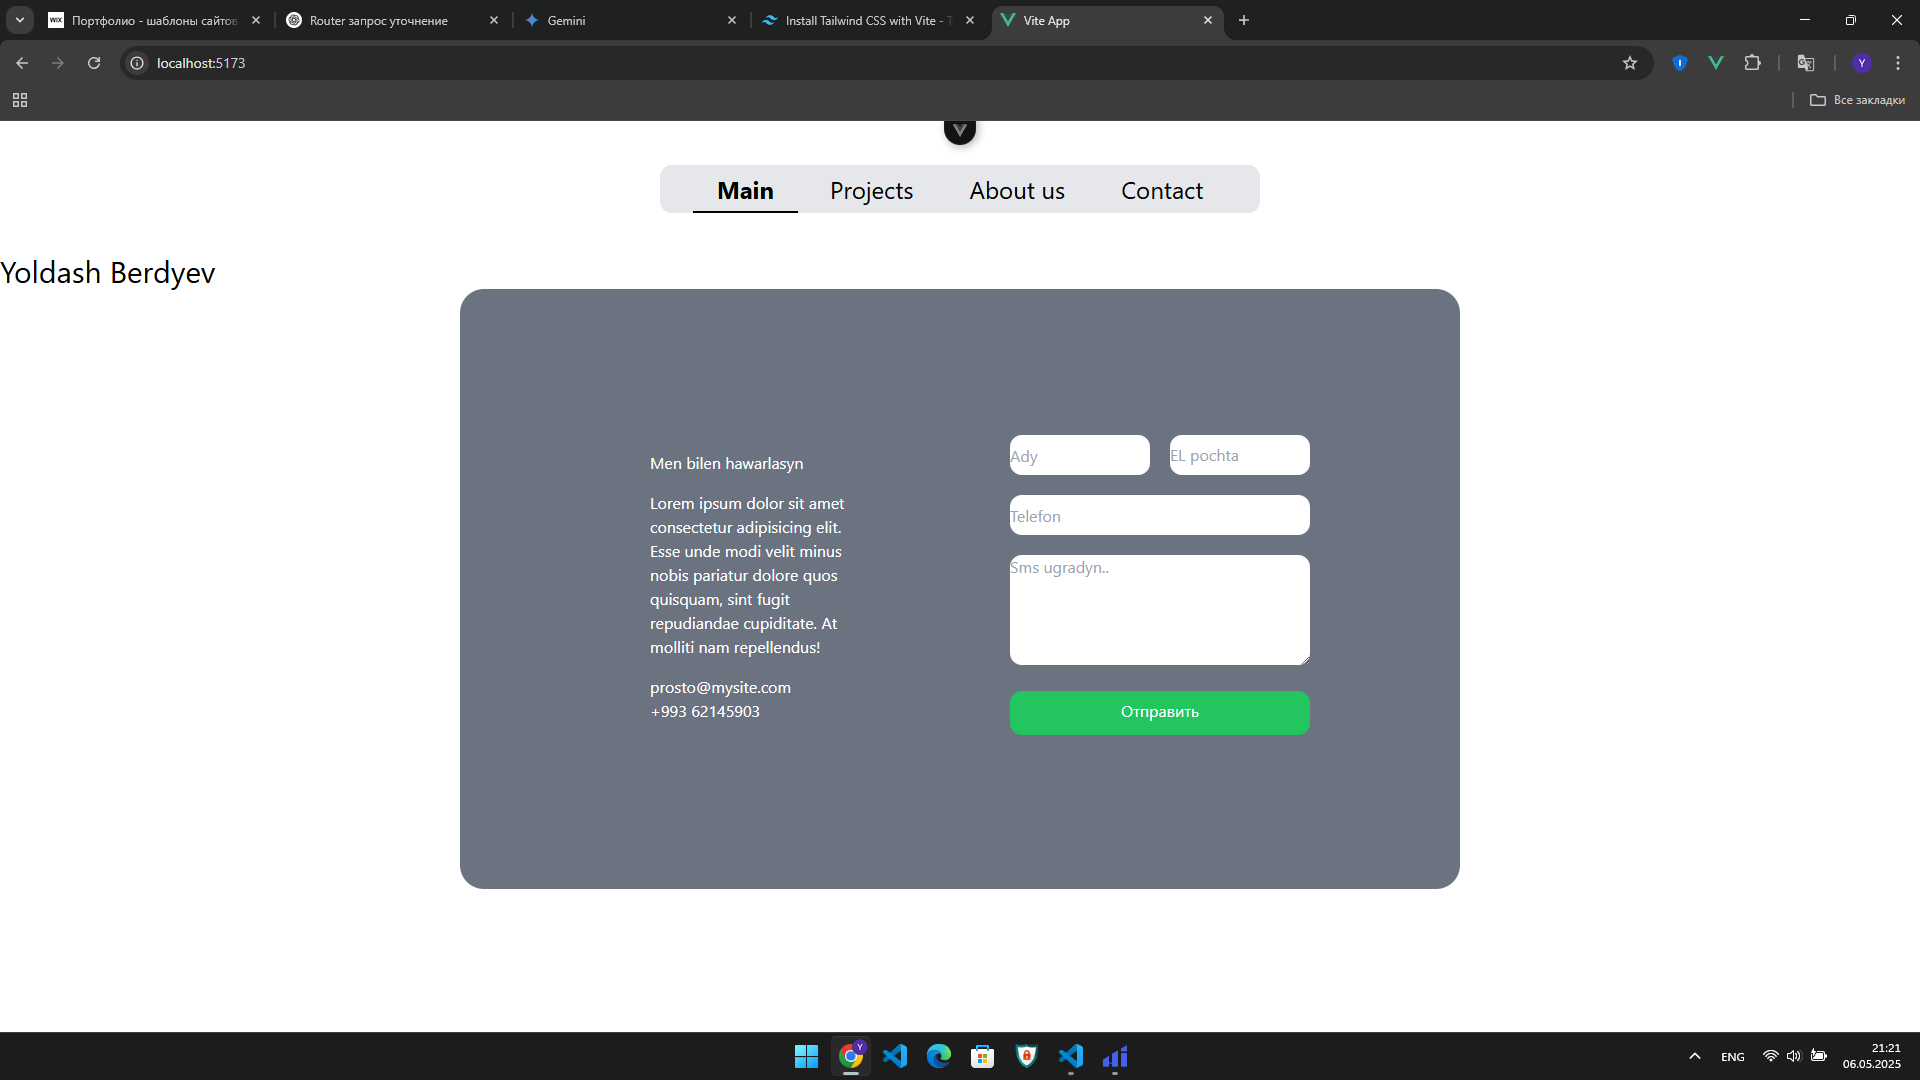 WIX
Портфолио - шаблоны сайтов
Router запрос уточнение
Gemini
Install Tailwind CSS with Vite - T
Vite App
localhost:5173
Y
Все закладки
Main
Projects
About us
Contact
Yoldash Berdyev
Men bilen hawarlasyn
Lorem ipsum dolor sit amet
consectetur adipisicing elit.
Esse unde modi velit minus
nobis pariatur dolore quos
quisquam, sint fugit
repudiandae cupiditate. At
molliti nam repellendus!
prosto@mysite.com
+993 62145903
Ady
EL pochta
Telefon
Sms ugradyn..
Отправить
Y
ENG
21:21
06.05.2025